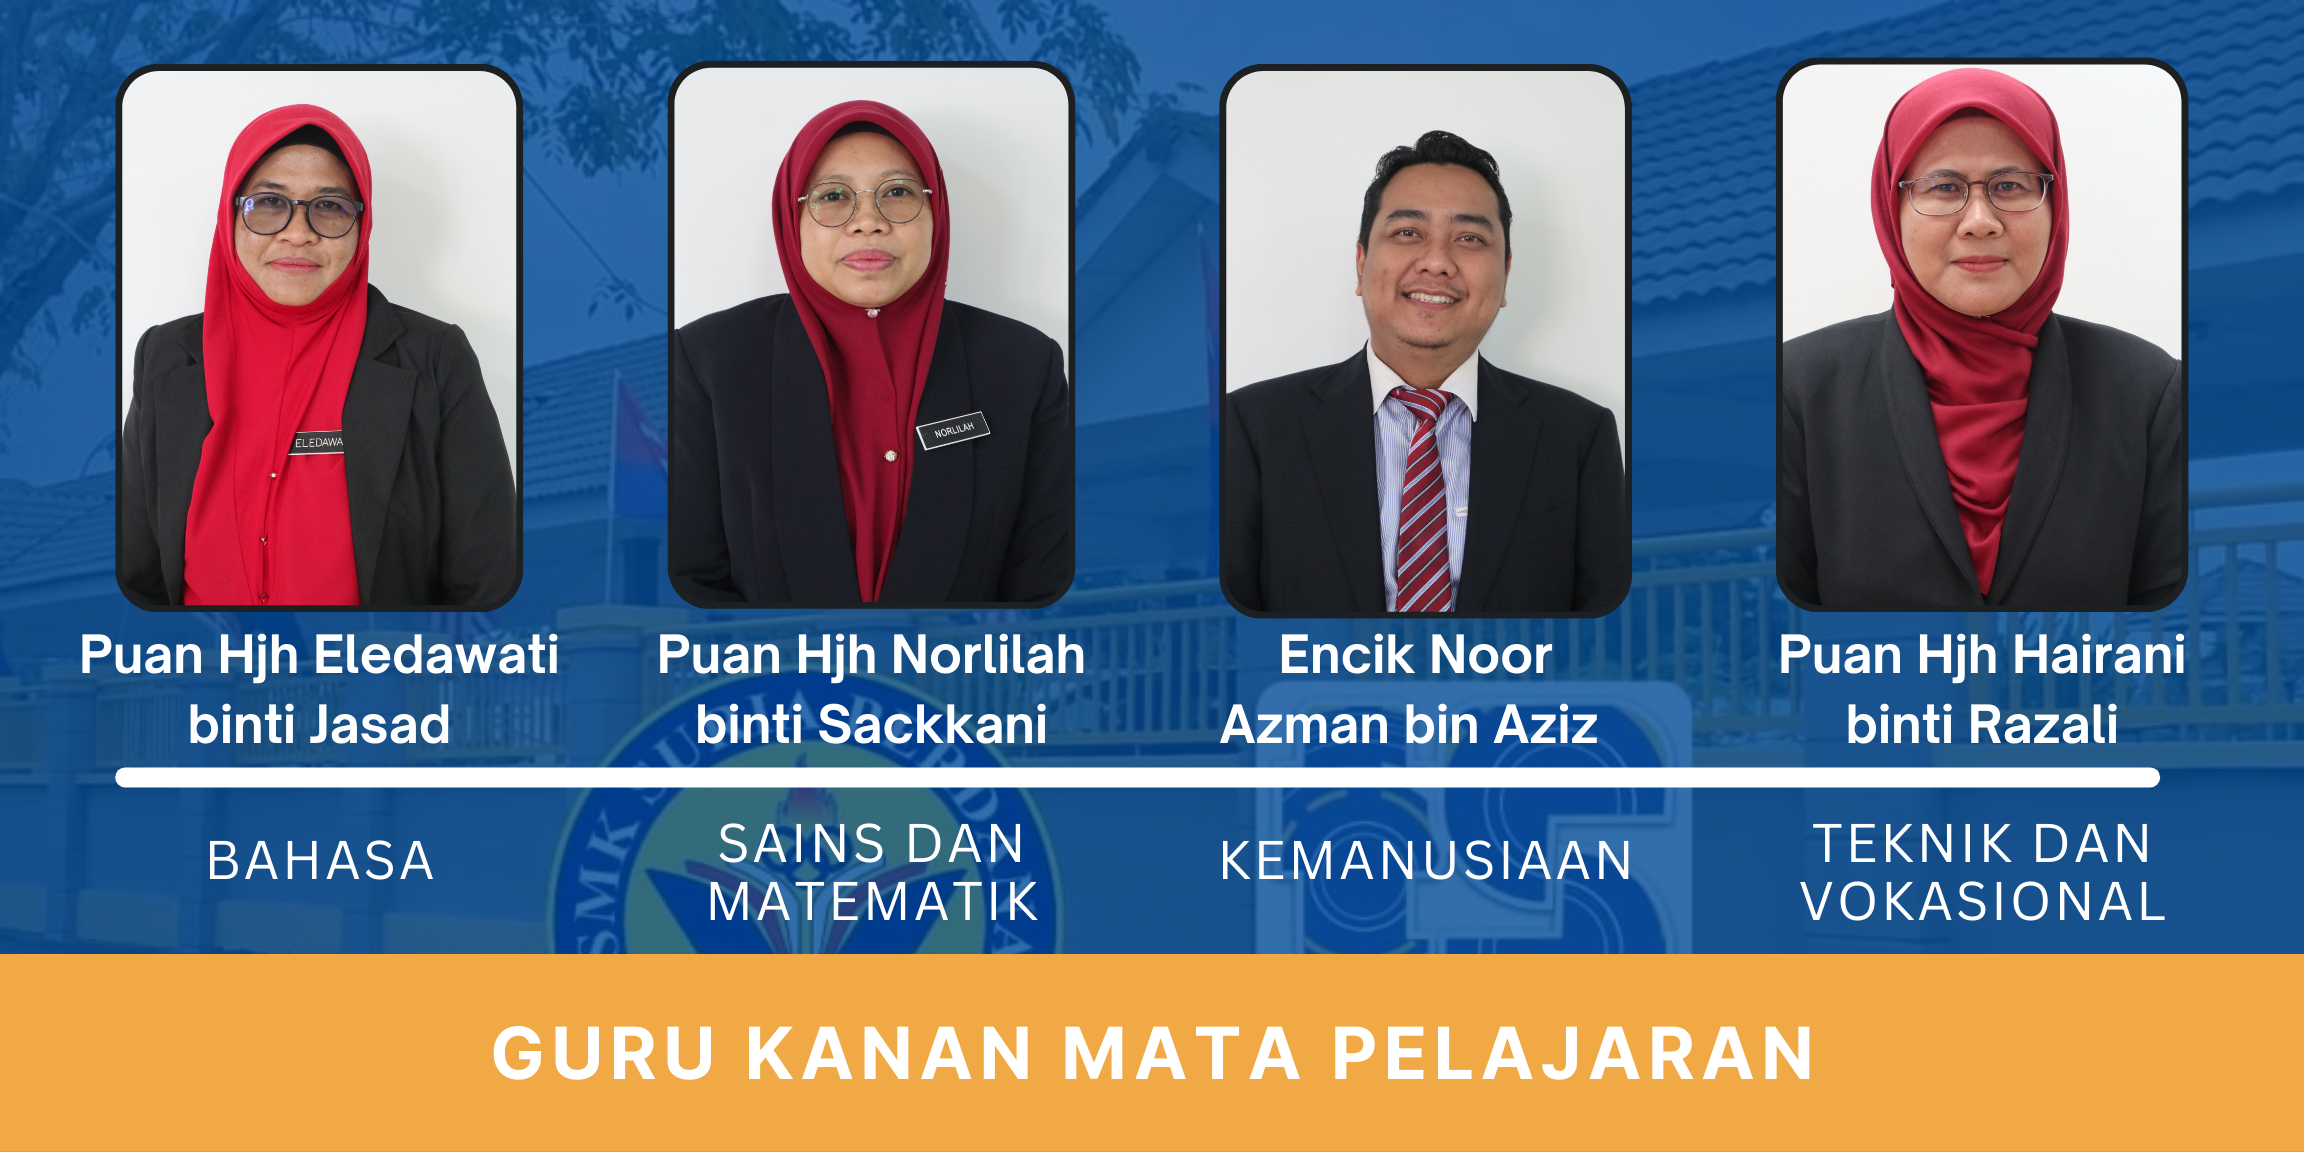 ELEDAWA
NORLILAH
Puan Hjh Eledawati
binti Jasad
Puan Hjh Norlilah
binti Sackkani
Encik Noor
Azman bin Aziz
Puan Hjh Hairani
binti Razali
BAHASA
SAINS DAN
MATEMATIK
KEMANUSIAAN
TEKNIK DAN
VOKASIONAL
SMK
GURU KANAN MATA PELAJARAN